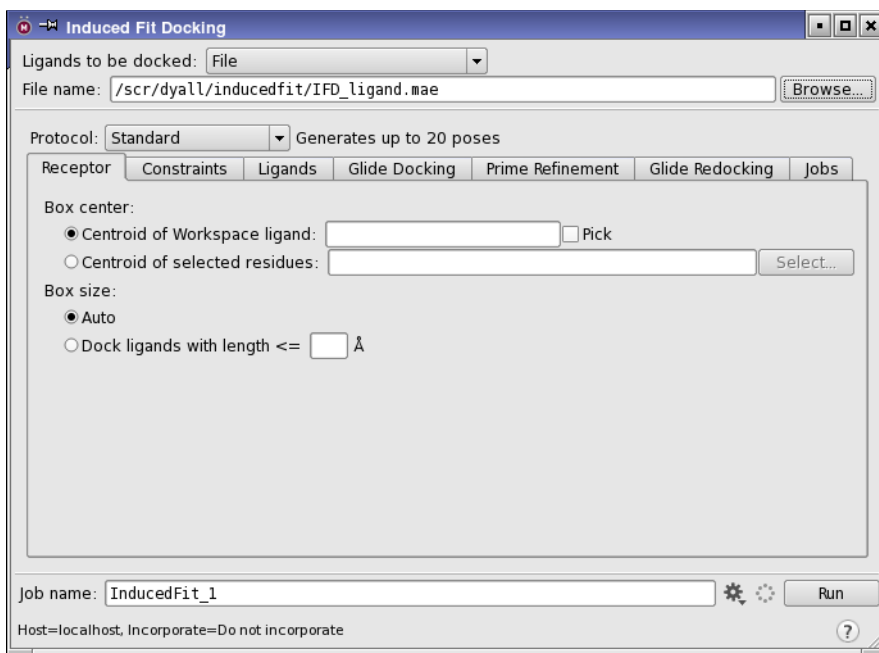 Induced Fit Docking
Ligands to be docked: File
File name: /scr/dyall/inducedfit/IFD_ligand.mae Browse...
Protocol: Standard Generates up to 20 poses
Receptor Constraints Ligands Glide Docking Prime Refinement Glide Redocking Jobs
Box center:
Centroid of Workspace ligand: Pick
Centroid of selected residues: Select...
Box size:
Auto
Dock ligands with length <= Å
Job name: InducedFit_1 Run
Host=localhost, Incorporate=Do not incorporate ?